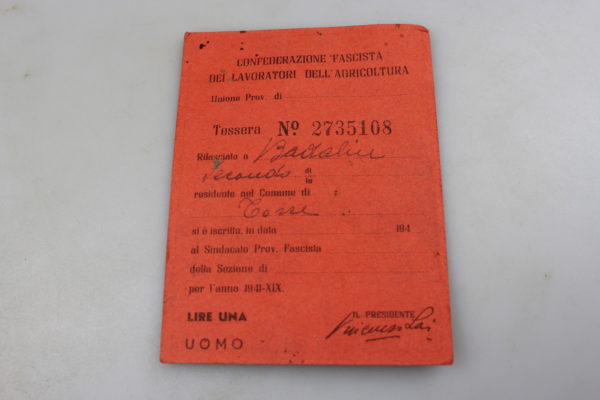 CONFEDERAZIONE FASCISTA
DEI LAVORATORI DELL'AGRICOLTURA
Unione Prov. di
Tessera Nº 2735108
Rilasciato a
Secondo di
residente nel Comune di
si è iscritto, in data 194
al Sindacato Prov. Fascista
della Sezione di
per l'anno 1941-XIX.
LIRE UNA
IL PRESIDENTE
UOMO